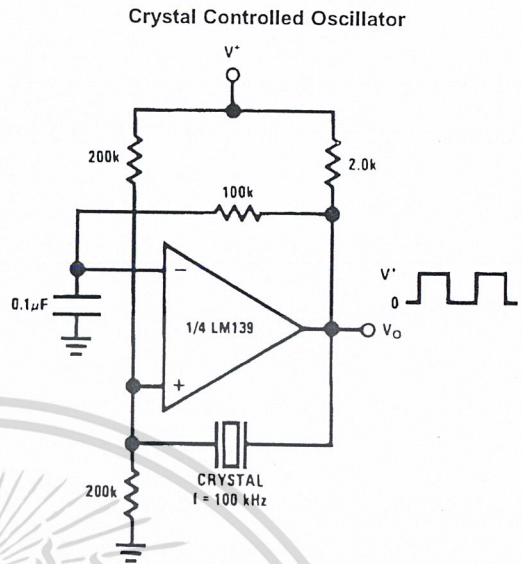 Crystal Controlled Oscillator
V+
200k
2.0k
100k
0.1μF
−
1/4 LM139
+
V+
0
VO
CRYSTAL
f = 100 kHz
200k